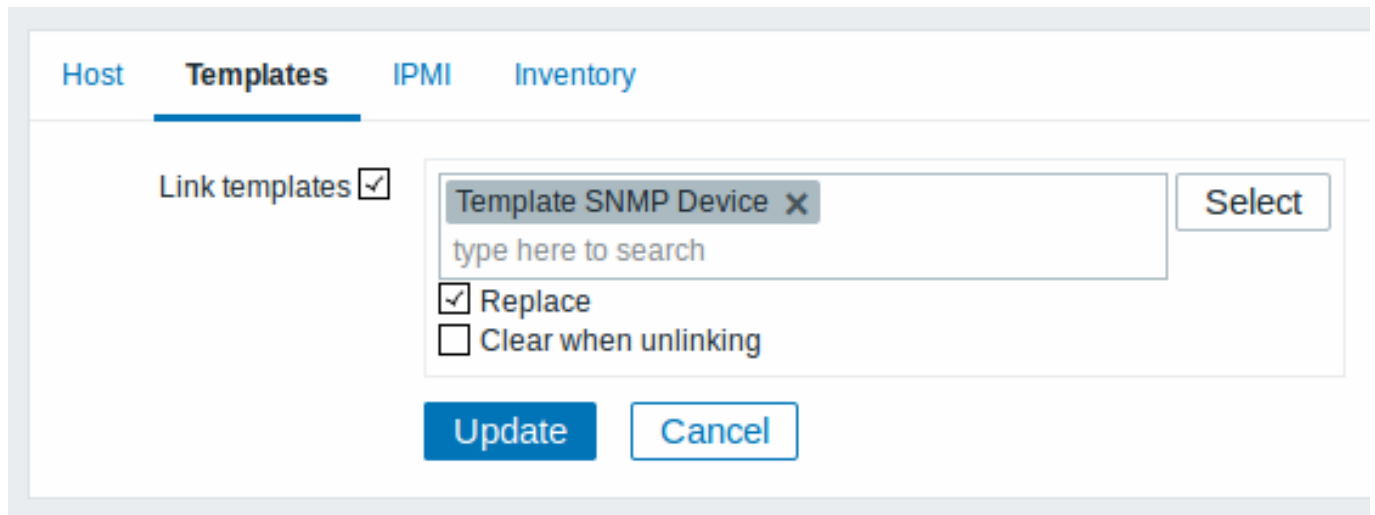 Host Templates IPMI Inventory
Link templates
Template SNMP Device
Select
type here to search
Replace
Clear when unlinking
Update Cancel